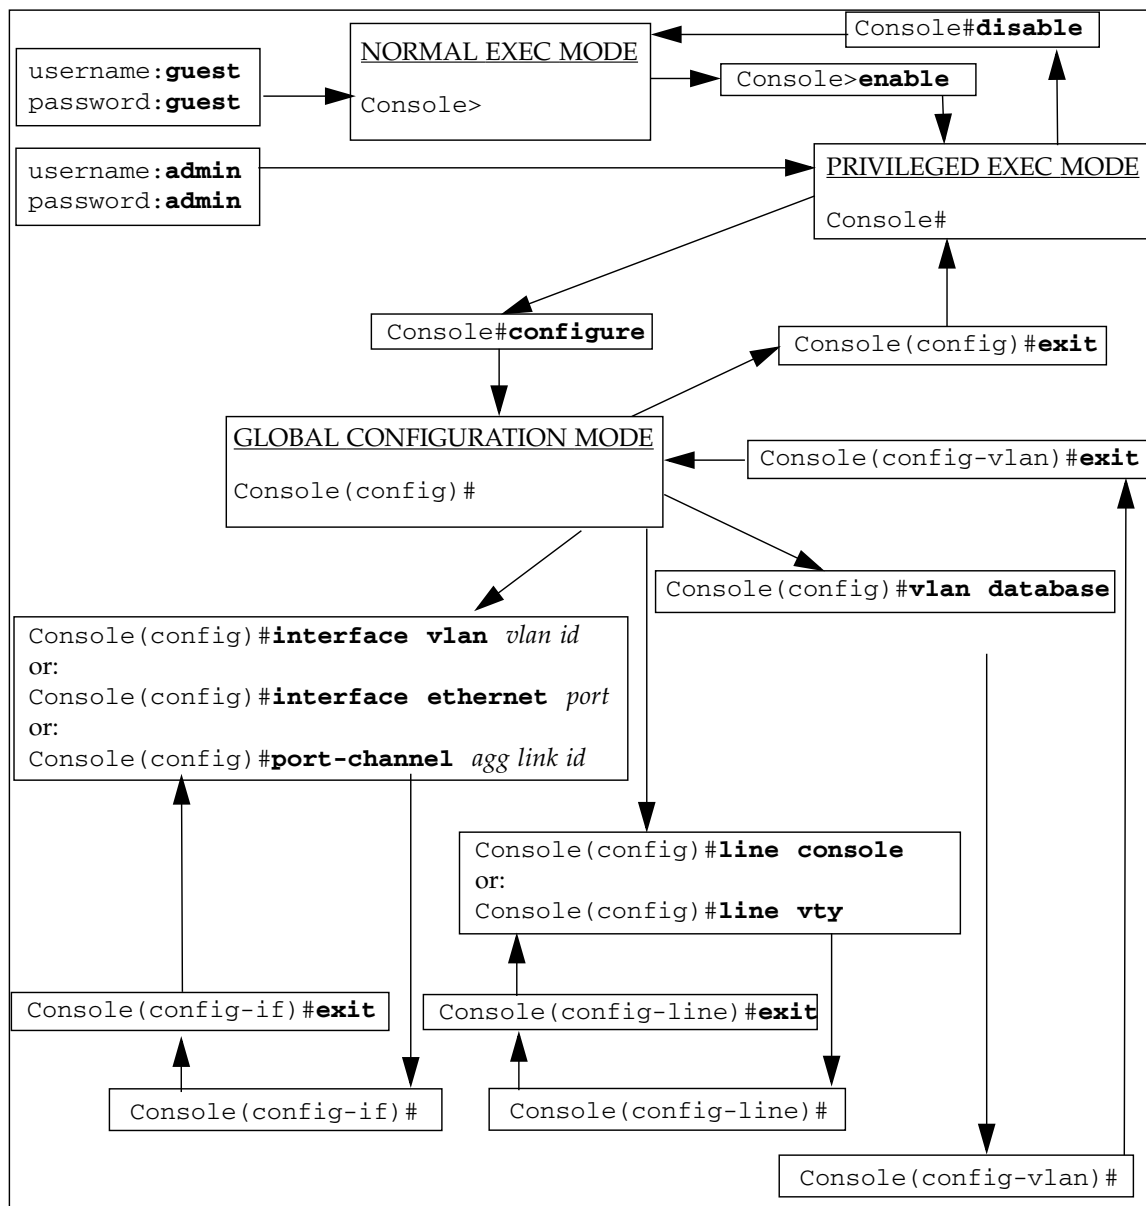 Console#disable
NORMAL EXEC MODE
username:guest
password:guest
Console>enable
Console>
username:admin
password:admin
PRIVILEGED EXEC MODE
Console#
Console#configure
Console(config)#exit
GLOBAL CONFIGURATION MODE
Console(config)#
Console(config-vlan)#exit
Console(config)#vlan database
Console(config)#interface vlan vlan id
or:
Console(config)#interface ethernet port
or:
Console(config)#port-channel agg link id
Console(config)#line console
or:
Console(config)#line vty
Console(config-if)#exit
Console(config-line)#exit
Console(config-if)#
Console(config-line)#
Console(config-vlan)#